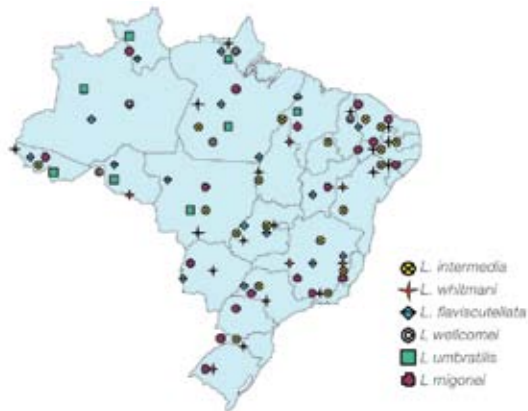 L. intermedia
L. whitmani
L. flaviscutellata
L. wellcomei
L. umbratilis
L. migonei